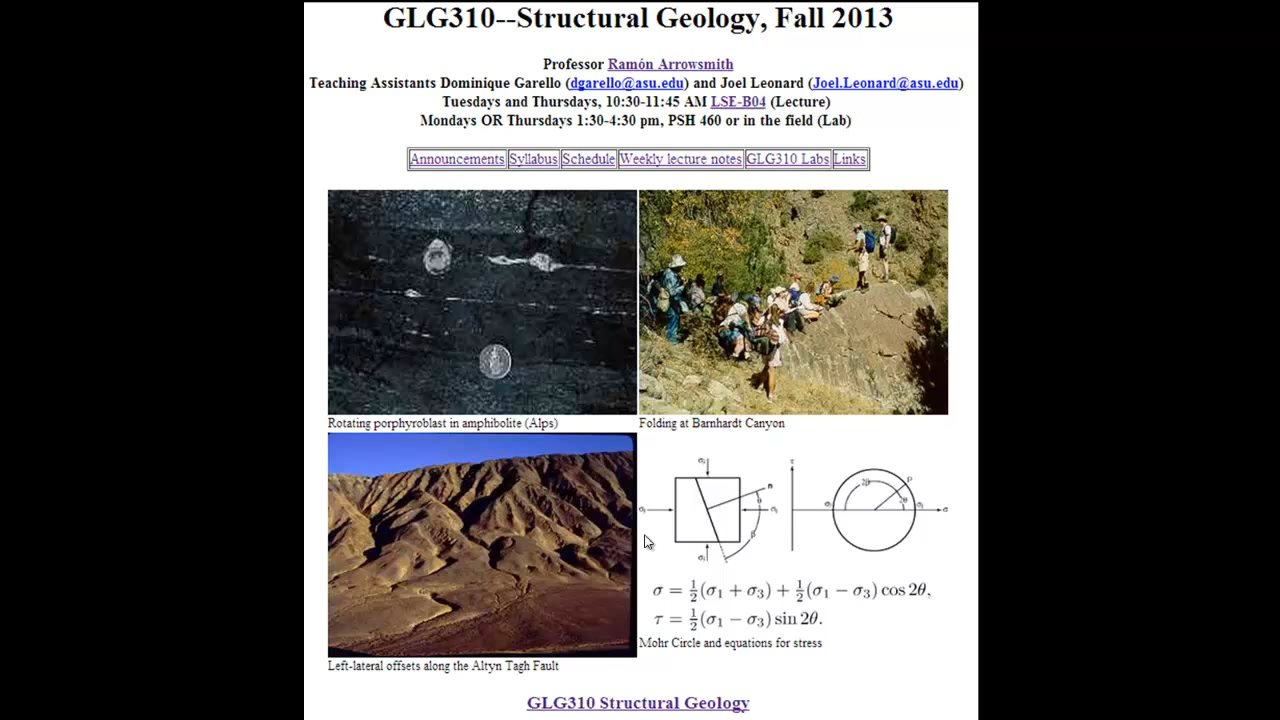 GLG310--Structural Geology, Fall 2013
Professor Ramón Arrowsmith
Teaching Assistants Dominique Garello (dgarello@asu.edu) and Joel Leonard (Joel.Leonard@asu.edu)
Tuesdays and Thursdays, 10:30-11:45 AM LSE-B04 (Lecture)
Mondays OR Thursdays 1:30-4:30 pm, PSH 460 or in the field (Lab)
Announcements Syllabus Schedule Weekly lecture notes GLG310 Labs Links
Rotating porphyroblast in amphibolite (Alps)
Folding at Barnhardt Canyon
σ = ½(σ₁ + σ₃) + ½(σ₁ − σ₃) cos 2θ,
τ = ½(σ₁ − σ₃) sin 2θ.
Mohr Circle and equations for stress
Left-lateral offsets along the Altyn Tagh Fault
GLG310 Structural Geology